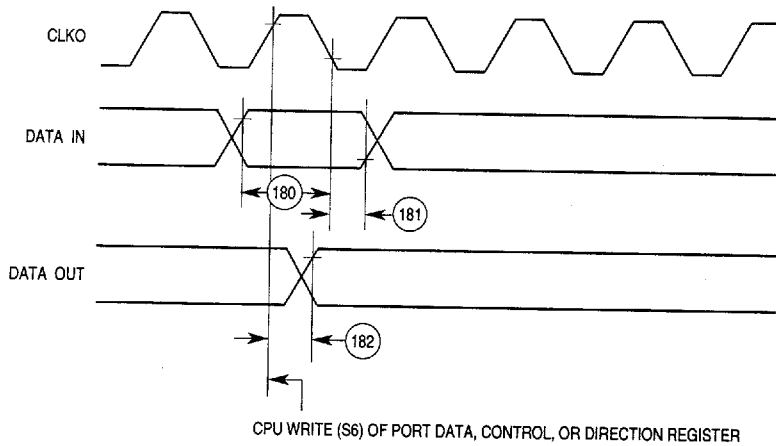 CLKO
DATA IN
180
181
DATA OUT
182
CPU WRITE (S6) OF PORT DATA, CONTROL, OR DIRECTION REGISTER